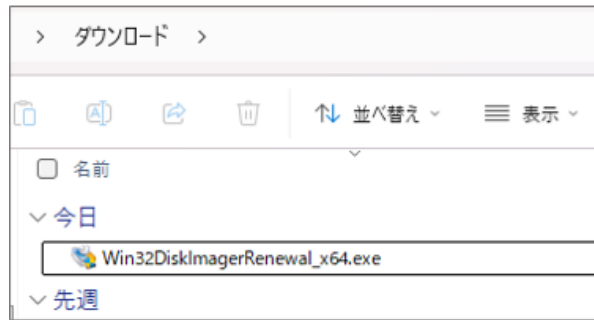 ダウンロード
並べ替え 表示
名前
今日
Win32DiskImagerRenewal_x64.exe
先週